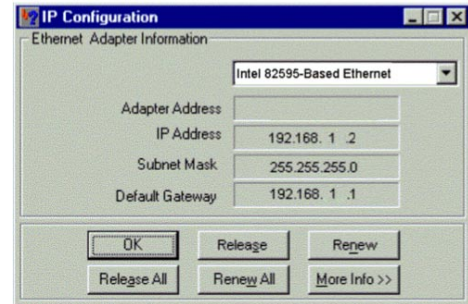 IP Configuration
Ethernet Adapter Information
Intel 82595-Based Ethernet
Adapter Address
IP Address 192.168. 1 .2
Subnet Mask 255.255.255.0
Default Gateway 192.168. 1 .1
OK Release Renew
Release All Renew All More Info >>